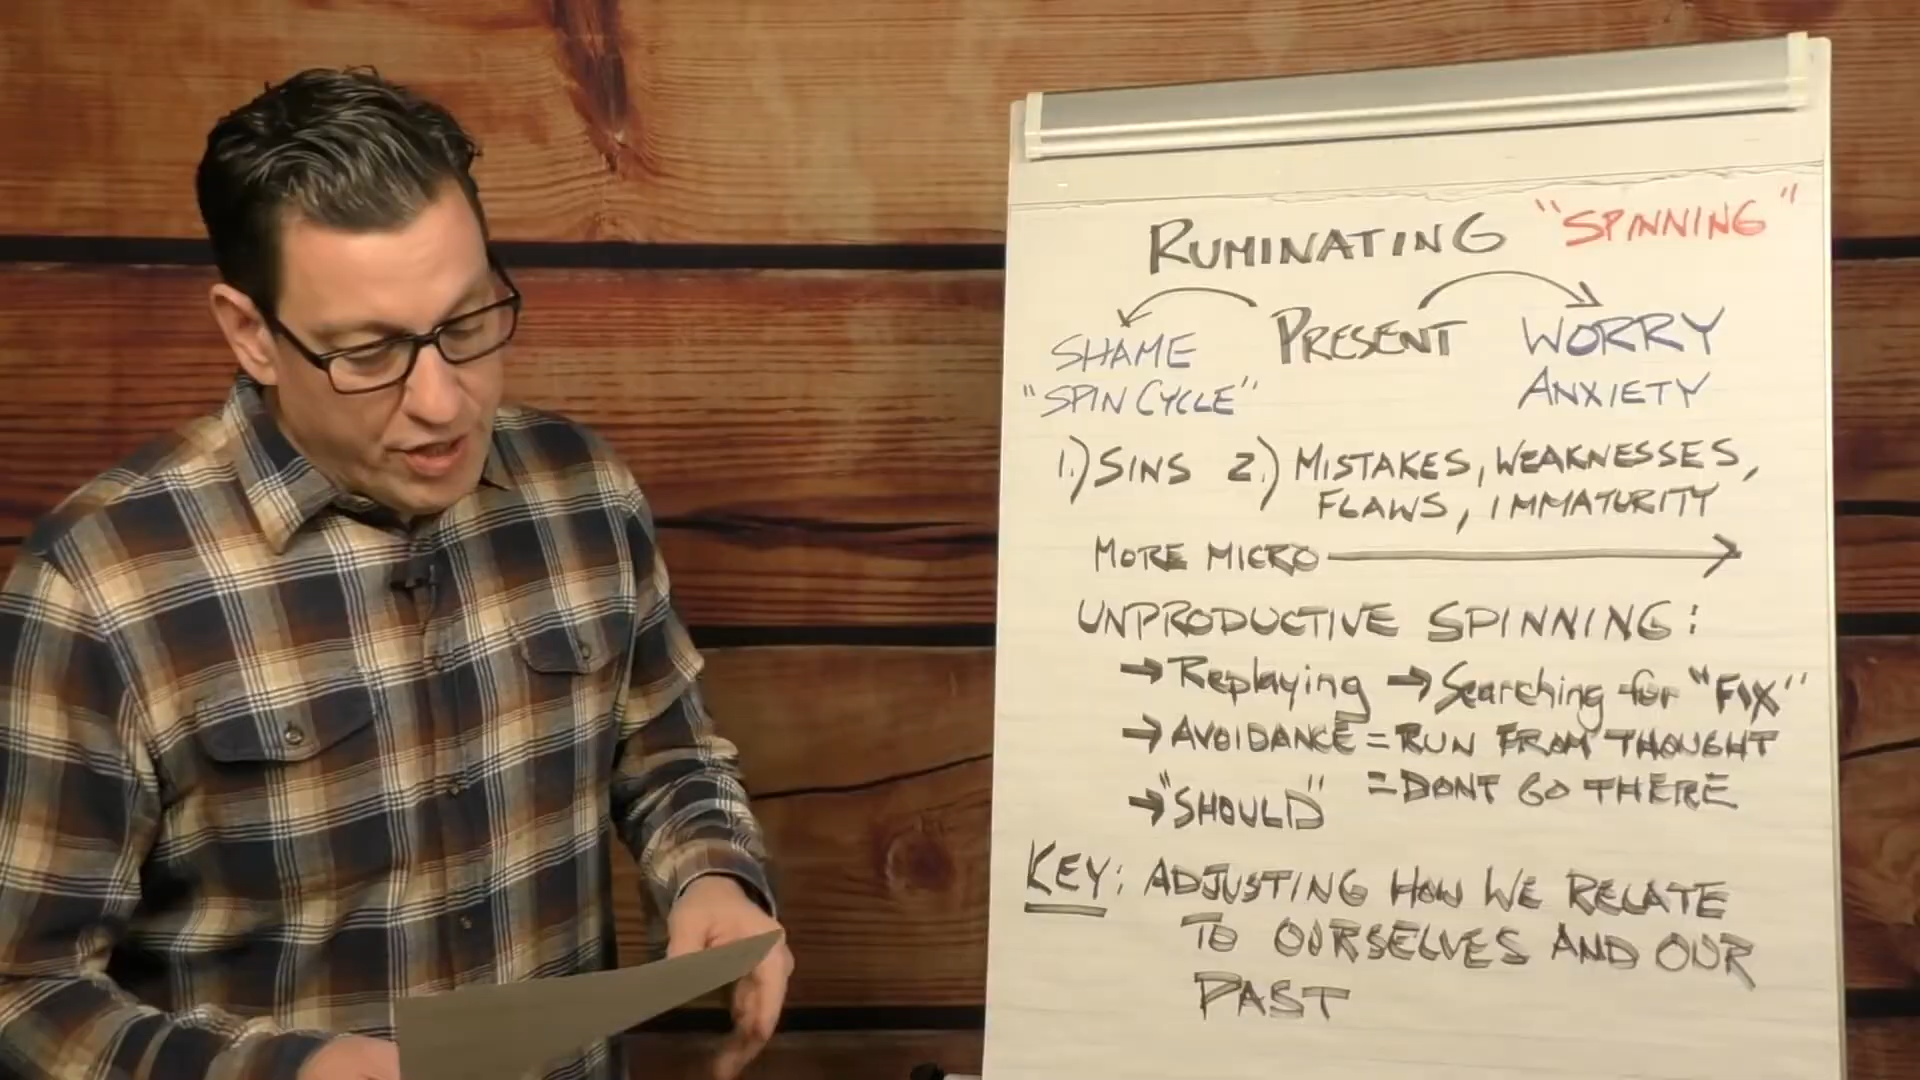 RUMINATING "SPINNING"
SHAME PRESENT WORRY
"SPIN CYCLE" ANXIETY
1.) SINS 2.) MISTAKES, WEAKNESSES,
FLAWS, IMMATURITY
MORE MICRO
UNPRODUCTIVE SPINNING:
→ Replaying → Searching for "FIX"
→ AVOIDANCE = RUN FROM THOUGHT
= DONT GO THERE
→ "SHOULD"
KEY: ADJUSTING HOW WE RELATE
TO OURSELVES AND OUR
PAST